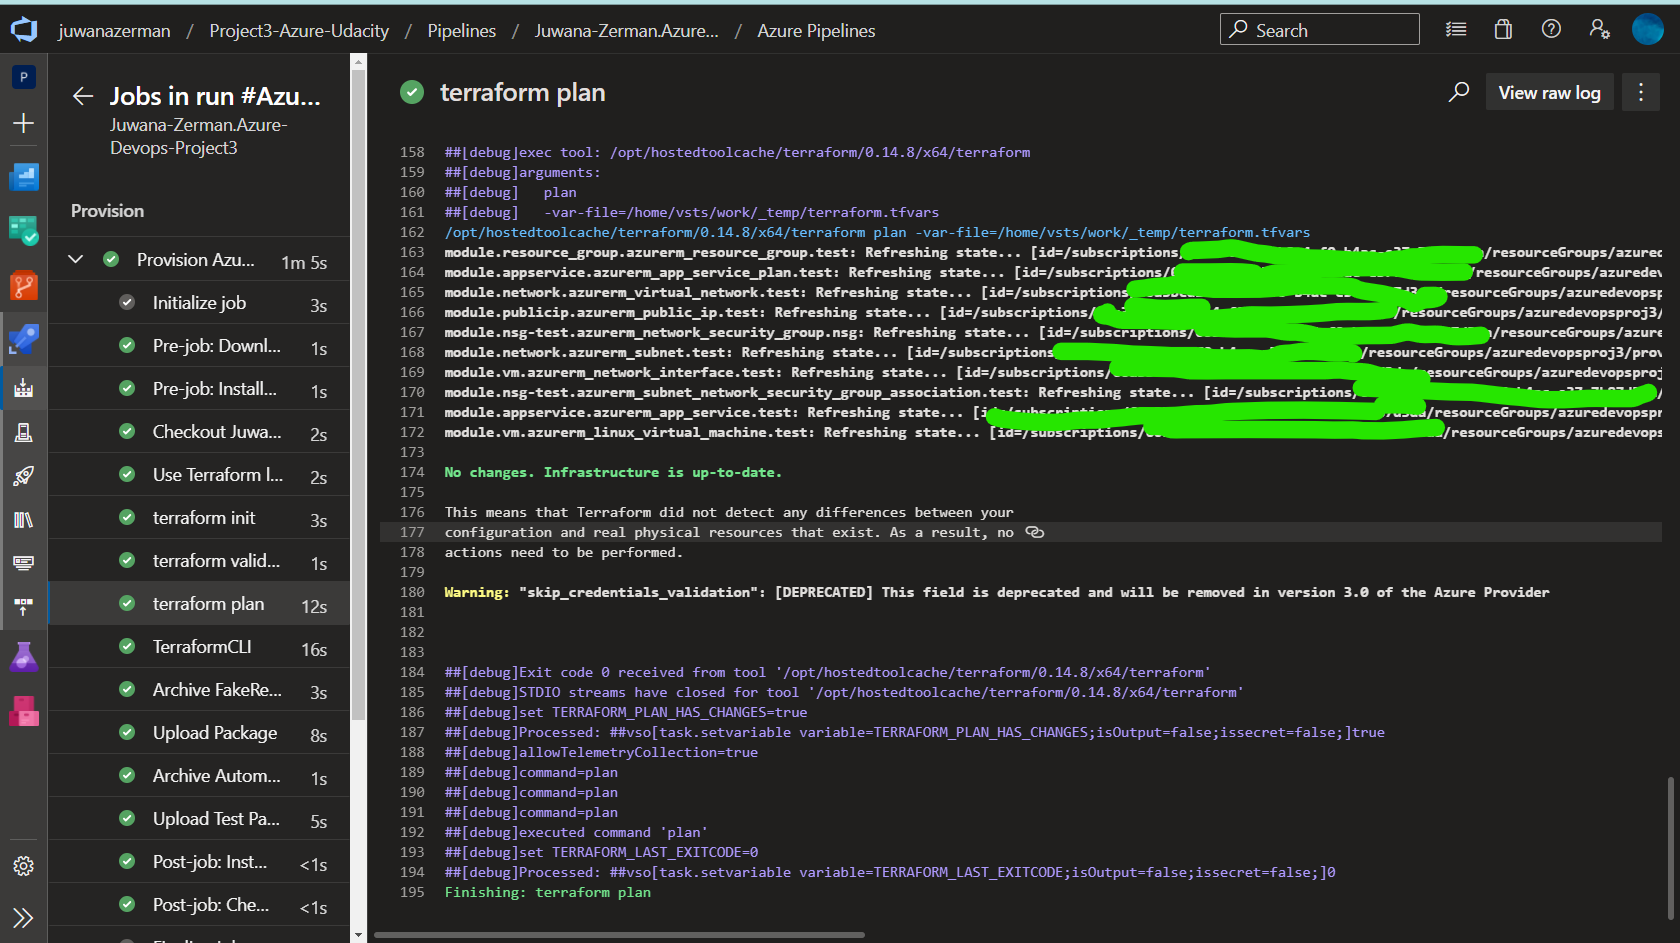 juwanazerman / Project3-Azure-Udacity / Pipelines / Juwana-Zerman.Azure... / Azure Pipelines
Search
P
Jobs in run #Azu...
Juwana-Zerman.Azure-
Devops-Project3
Provision
Provision Azu... 1m 5s
Initialize job 3s
Pre-job: Downl... 1s
Pre-job: Install... 1s
Checkout Juwa... 2s
Use Terraform l... 2s
terraform init 3s
terraform valid... 1s
terraform plan 12s
TerraformCLI 16s
Archive FakeRe... 3s
Upload Package 8s
Archive Autom... 1s
Upload Test Pa... 5s
Post-job: Inst... <1s
Post-job: Che... <1s
terraform plan
View raw log
158 ##[debug]exec tool: /opt/hostedtoolcache/terraform/0.14.8/x64/terraform
159 ##[debug]arguments:
160 ##[debug] plan
161 ##[debug] -var-file=/home/vsts/work/_temp/terraform.tfvars
162 /opt/hostedtoolcache/terraform/0.14.8/x64/terraform plan -var-file=/home/vsts/work/_temp/terraform.tfvars
163 module.resource_group.azurerm_resource_group.test: Refreshing state... [id=/subscriptions/ /resourceGroups/azuredev
164 module.appservice.azurerm_app_service_plan.test: Refreshing state... [id=/subscriptions/ resourceGroups/azuredev
165 module.network.azurerm_virtual_network.test: Refreshing state... [id=/subscriptions resourceGroups/azuredevopsp
166 module.publicip.azurerm_public_ip.test: Refreshing state... [id=/subscriptions/ /resourceGroups/azuredevopsproj3/
167 module.nsg-test.azurerm_network_security_group.nsg: Refreshing state... [id=/subscriptions/ /resourceGroups/azuredev
168 module.network.azurerm_subnet.test: Refreshing state... [id=/subscriptions /resourceGroups/azuredevopsproj3/prov
169 module.vm.azurerm_network_interface.test: Refreshing state... [id=/subscriptions/ /resourceGroups/azuredevopsproj
170 module.nsg-test.azurerm_subnet_network_security_group_association.test: Refreshing state... [id=/subscriptions/
171 module.appservice.azurerm_app_service.test: Refreshing state... [id=/subscriptions/ /resourceGroups/azuredevopspr
172 module.vm.azurerm_linux_virtual_machine.test: Refreshing state... [id=/subscriptions/ /resourceGroups/azuredevops
173
174 No changes. Infrastructure is up-to-date.
175
176 This means that Terraform did not detect any differences between your
177 configuration and real physical resources that exist. As a result, no
178 actions need to be performed.
179
180 Warning: "skip_credentials_validation": [DEPRECATED] This field is deprecated and will be removed in version 3.0 of the Azure Provider
181
182
183
184 ##[debug]Exit code 0 received from tool '/opt/hostedtoolcache/terraform/0.14.8/x64/terraform'
185 ##[debug]STDIO streams have closed for tool '/opt/hostedtoolcache/terraform/0.14.8/x64/terraform'
186 ##[debug]set TERRAFORM_PLAN_HAS_CHANGES=true
187 ##[debug]Processed: ##vso[task.setvariable variable=TERRAFORM_PLAN_HAS_CHANGES;isOutput=false;issecret=false;]true
188 ##[debug]allowTelemetryCollection=true
189 ##[debug]command=plan
190 ##[debug]command=plan
191 ##[debug]command=plan
192 ##[debug]executed command 'plan'
193 ##[debug]set TERRAFORM_LAST_EXITCODE=0
194 ##[debug]Processed: ##vso[task.setvariable variable=TERRAFORM_LAST_EXITCODE;isOutput=false;issecret=false;]0
195 Finishing: terraform plan